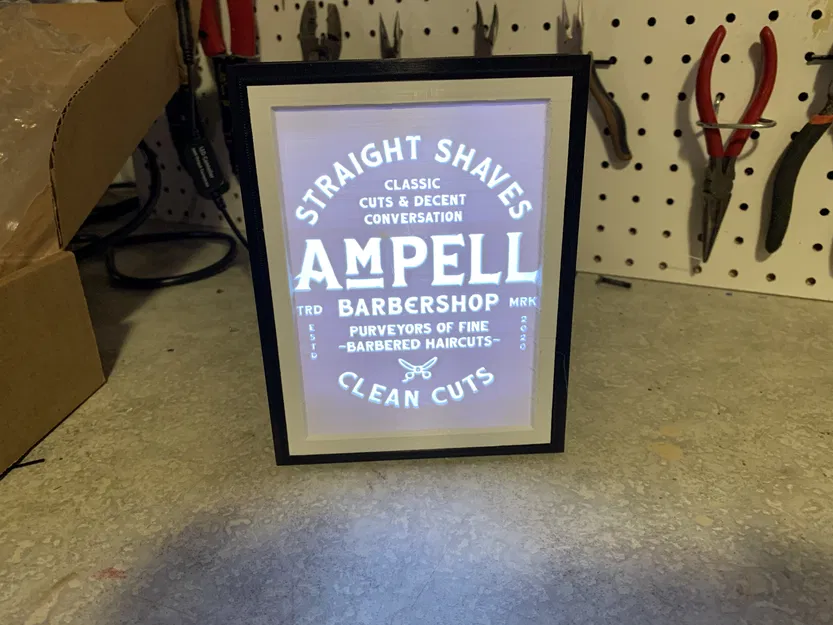 STRAIGHT SHAVES
CLASSIC
CUTS & DECENT
CONVERSATION
AMPELL
TRD BARBERSHOP MRK
ESTD
PURVEYORS OF FINE
-BARBERED HAIRCUTS-
2020
CLEAN CUTS